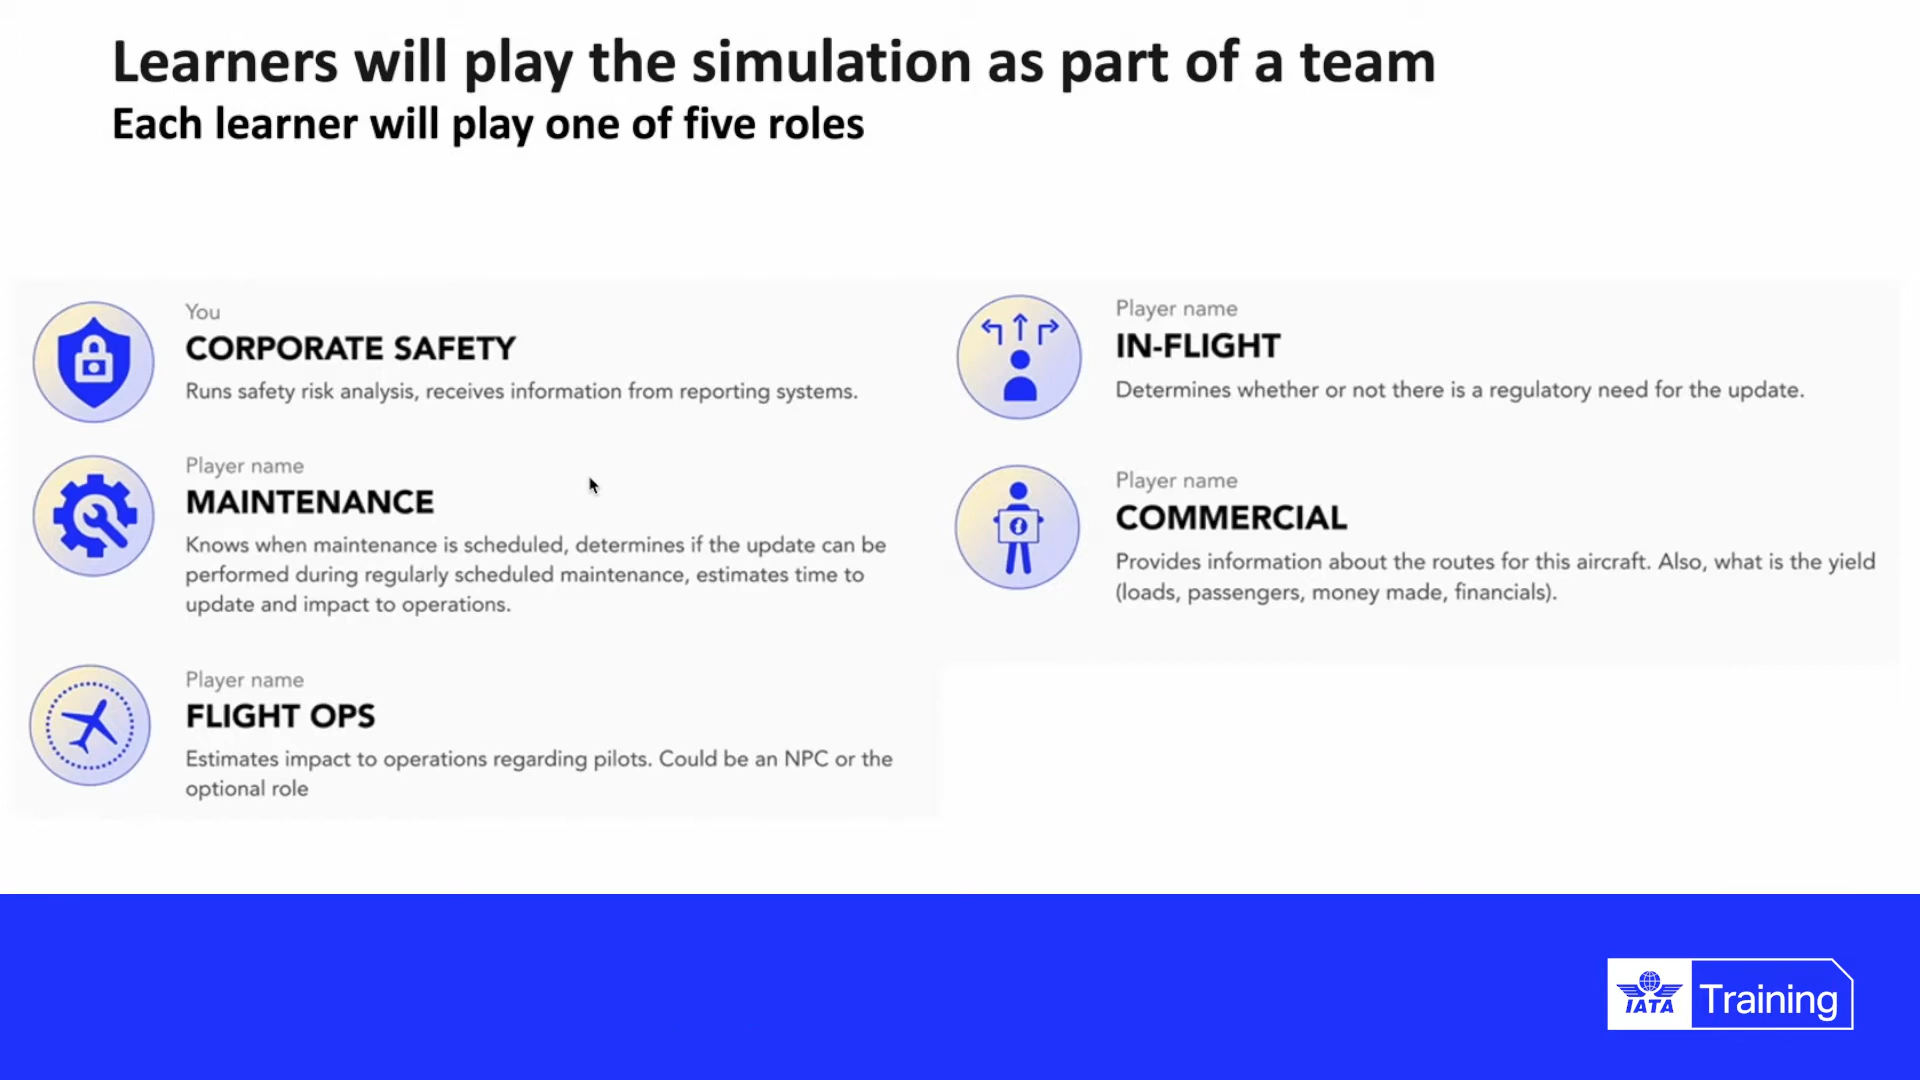 Learners will play the simulation as part of a team
Each learner will play one of five roles
You
CORPORATE SAFETY
Runs safety risk analysis, receives information from reporting systems.
Player name
MAINTENANCE
Knows when maintenance is scheduled, determines if the update can be
performed during regularly scheduled maintenance, estimates time to
update and impact to operations.
Player name
FLIGHT OPS
Estimates impact to operations regarding pilots. Could be an NPC or the
optional role
Player name
IN-FLIGHT
Determines whether or not there is a regulatory need for the update.
Player name
COMMERCIAL
Provides information about the routes for this aircraft. Also, what is the yield
(loads, passengers, money made, financials).
IATA
Training